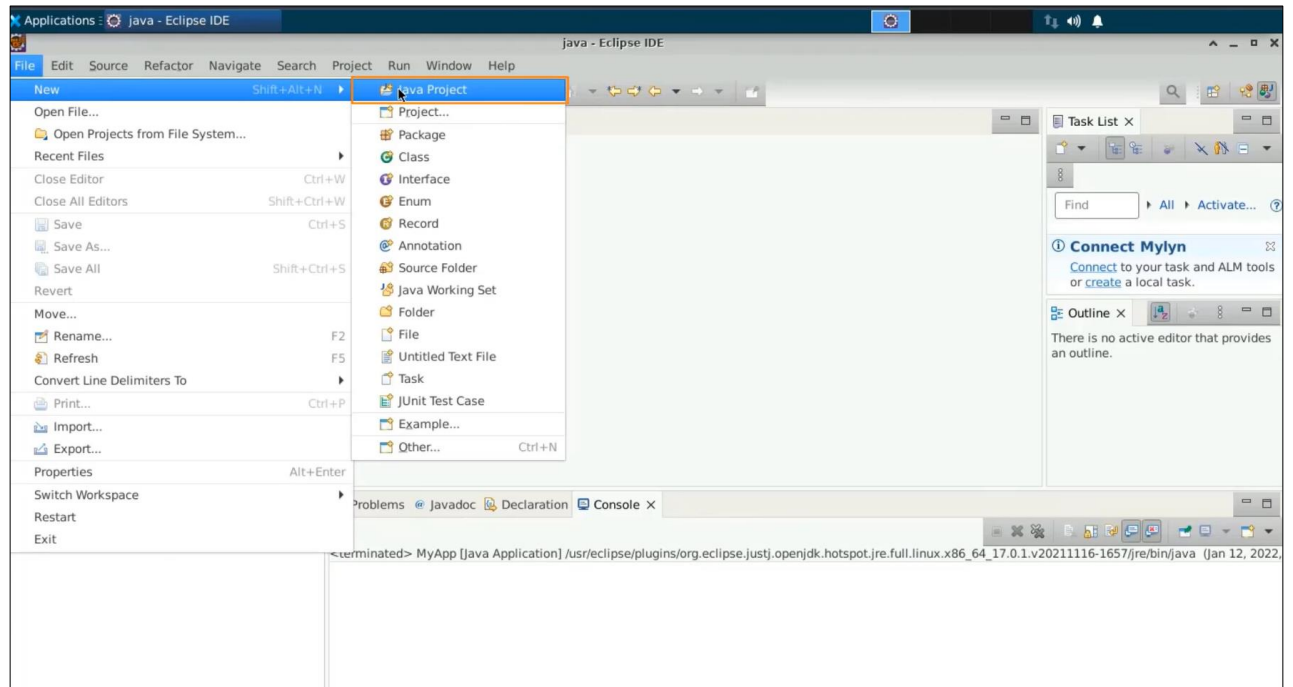 Applications : java - Eclipse IDE
java - Eclipse IDE
File Edit Source Refactor Navigate Search Project Run Window Help
New Shift+Alt+N
Open File...
Open Projects from File System...
Recent Files
Close Editor Ctrl+W
Close All Editors Shift+Ctrl+W
Save Ctrl+S
Save As...
Save All Shift+Ctrl+S
Revert
Move...
Rename... F2
Refresh F5
Convert Line Delimiters To
Print... Ctrl+P
Import...
Export...
Properties Alt+Enter
Switch Workspace
Restart
Exit
Java Project
Project...
Package
Class
Interface
Enum
Record
Annotation
Source Folder
Java Working Set
Folder
File
Untitled Text File
Task
JUnit Test Case
Example...
Other... Ctrl+N
Task List
Find All Activate...
Connect Mylyn
Connect to your task and ALM tools
or create a local task.
Outline
There is no active editor that provides
an outline.
Problems Javadoc Declaration Console
<terminated> MyApp [Java Application] /usr/eclipse/plugins/org.eclipse.justj.openjdk.hotspot.jre.full.linux.x86_64_17.0.1.v20211116-1657/jre/bin/java (Jan 12, 2022,